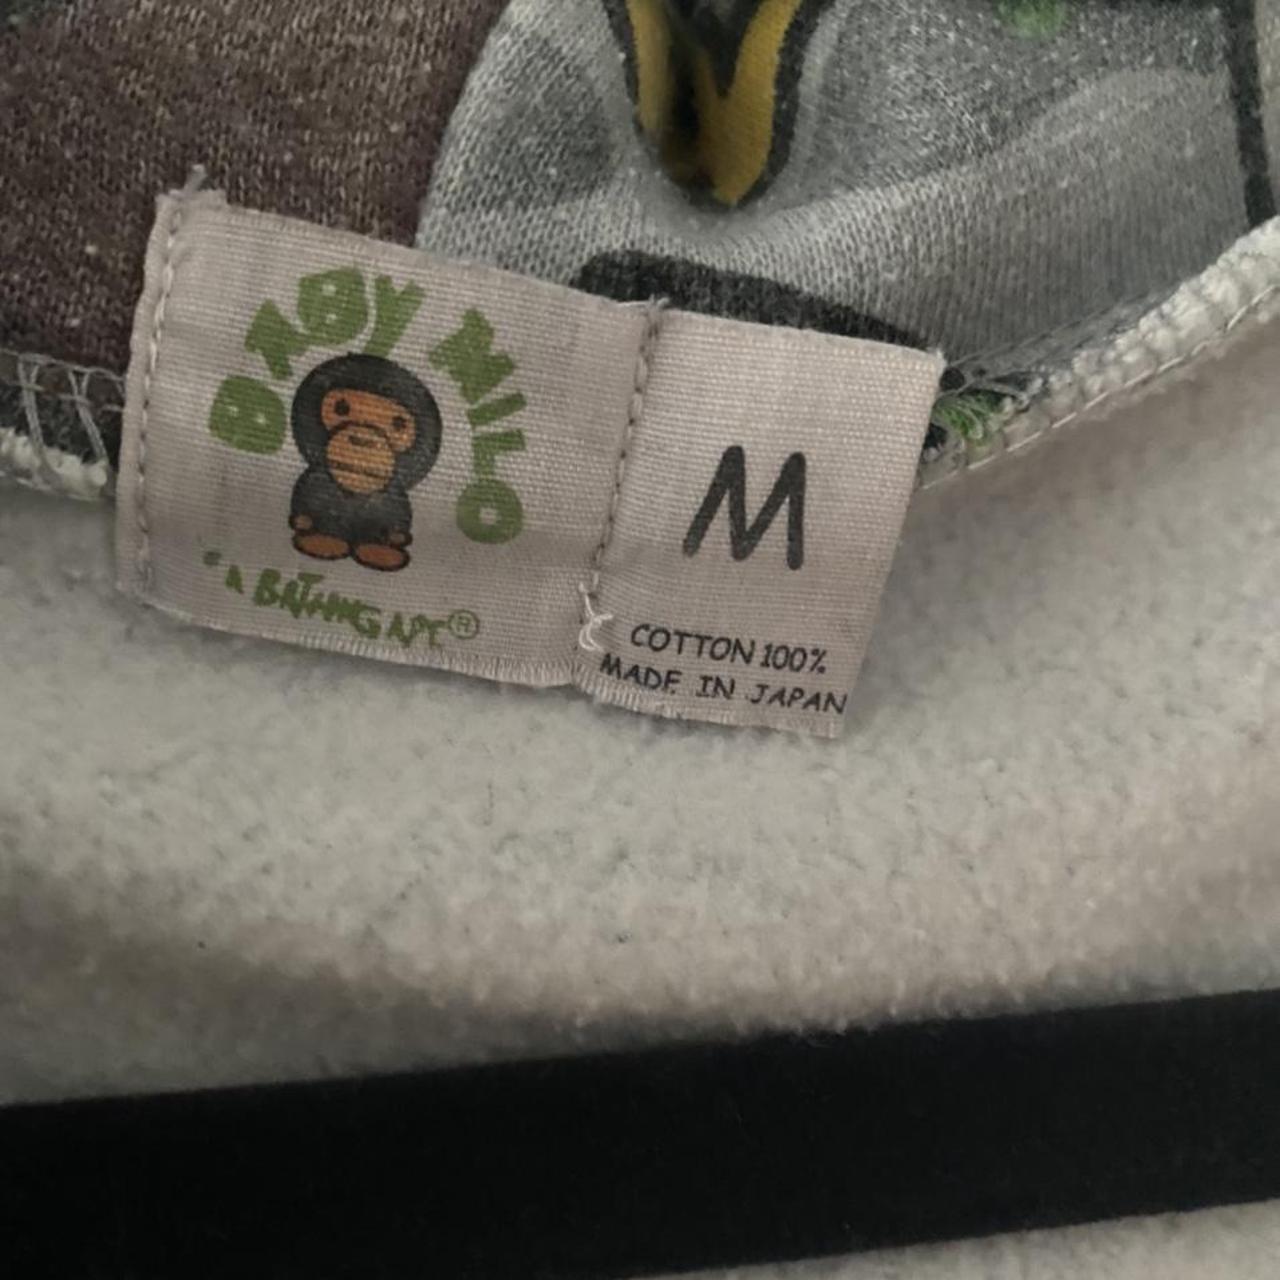 BABY MILO
"A BATHING APE®
M
COTTON 100%
MADE IN JAPAN